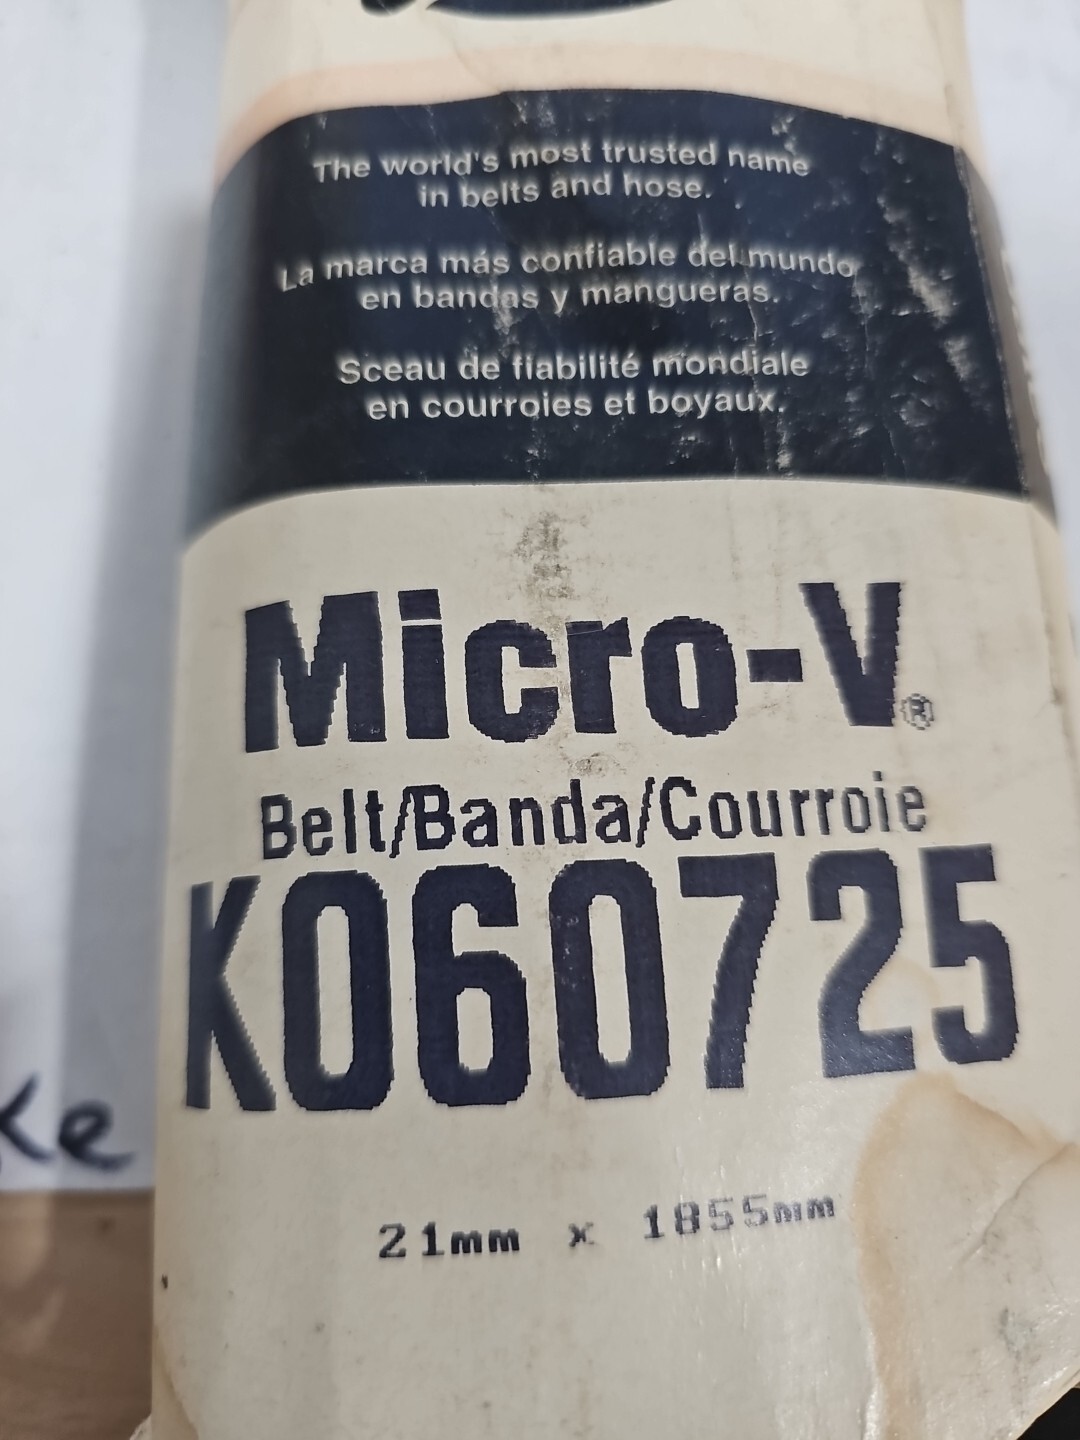 The world's most trusted name
in belts and hose.
La marca más confiable del mundo
en bandas y mangueras.
Sceau de fiabilité mondiale
en courroies et boyaux.
Micro-V®
Belt/Banda/Courroie
K060725
21mm x 1855mm